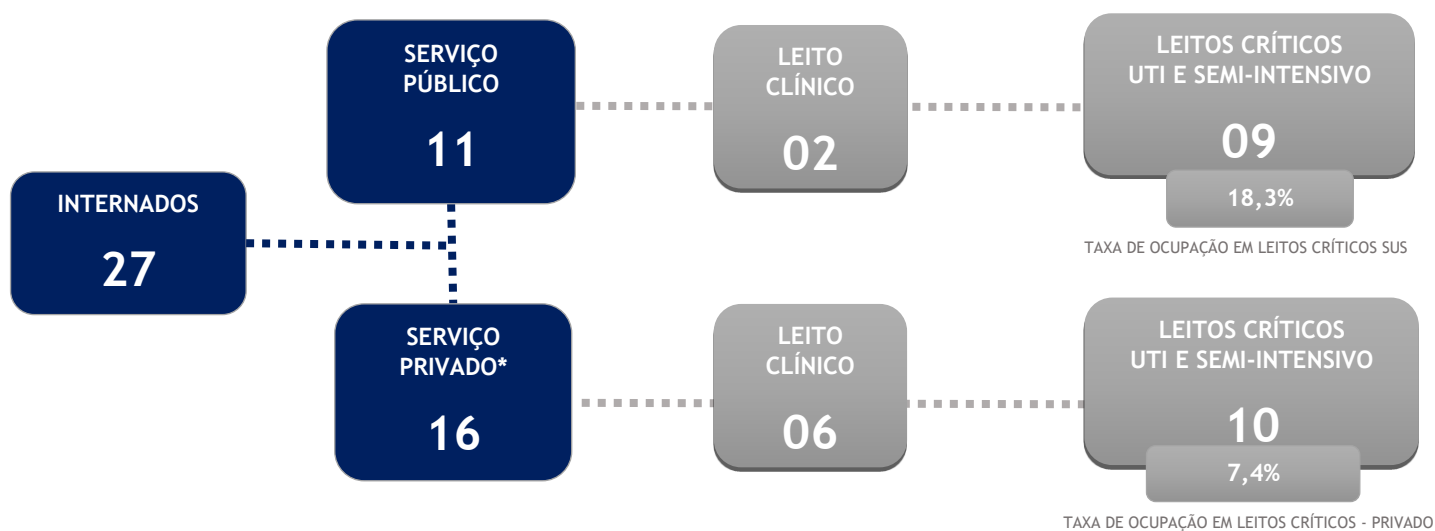 INTERNADOS
27
SERVIÇO
PÚBLICO
11
LEITO
CLÍNICO
02
LEITOS CRÍTICOS
UTI E SEMI-INTENSIVO
09
18,3%
TAXA DE OCUPAÇÃO EM LEITOS CRÍTICOS SUS
SERVIÇO
PRIVADO*
16
LEITO
CLÍNICO
06
LEITOS CRÍTICOS
UTI E SEMI-INTENSIVO
10
7,4%
TAXA DE OCUPAÇÃO EM LEITOS CRÍTICOS - PRIVADO